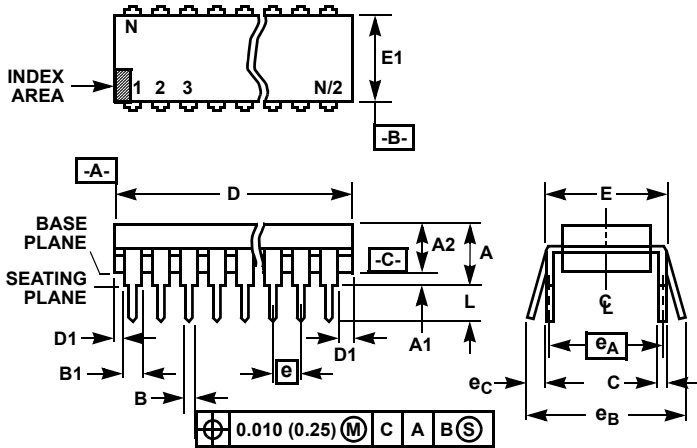 N
INDEX
AREA
1 2 3 N/2
E1
-B-
-A-
D
E
BASE
PLANE
A2
A
-C-
SEATING
PLANE
L
C L
D1
B1
A1
D1
e
eA
B
eC
C
eB
⌖ 0.010 (0.25) Ⓜ C A B Ⓢ